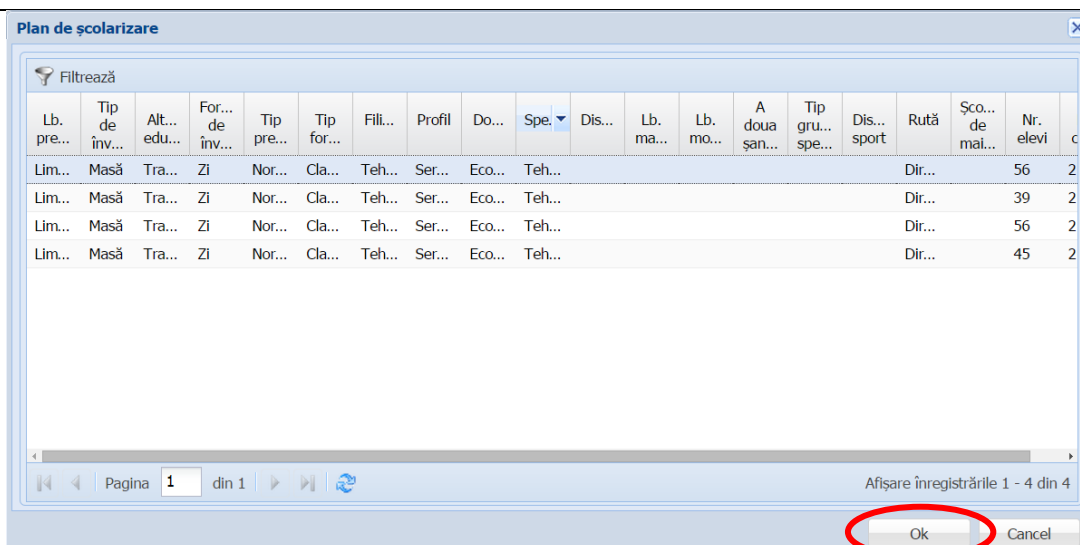 Plan de școlarizare
Filtrează
Lb. pre... Tip de înv... Alt... edu... For... de înv... Tip pre... Tip for... Fili... Profil Do... Spe. Dis... Lb. ma... Lb. mo... A doua șan... Tip gru... spe... Dis... sport Rută Șco... de mai... Nr. elevi c
Lim... Masă Tra... Zi Nor... Cla... Teh... Ser... Eco... Teh... Dir... 56 2
Lim... Masă Tra... Zi Nor... Cla... Teh... Ser... Eco... Teh... Dir... 39 2
Lim... Masă Tra... Zi Nor... Cla... Teh... Ser... Eco... Teh... Dir... 56 2
Lim... Masă Tra... Zi Nor... Cla... Teh... Ser... Eco... Teh... Dir... 45 2
Pagina 1 din 1 Afișare înregistrările 1 - 4 din 4
Ok Cancel